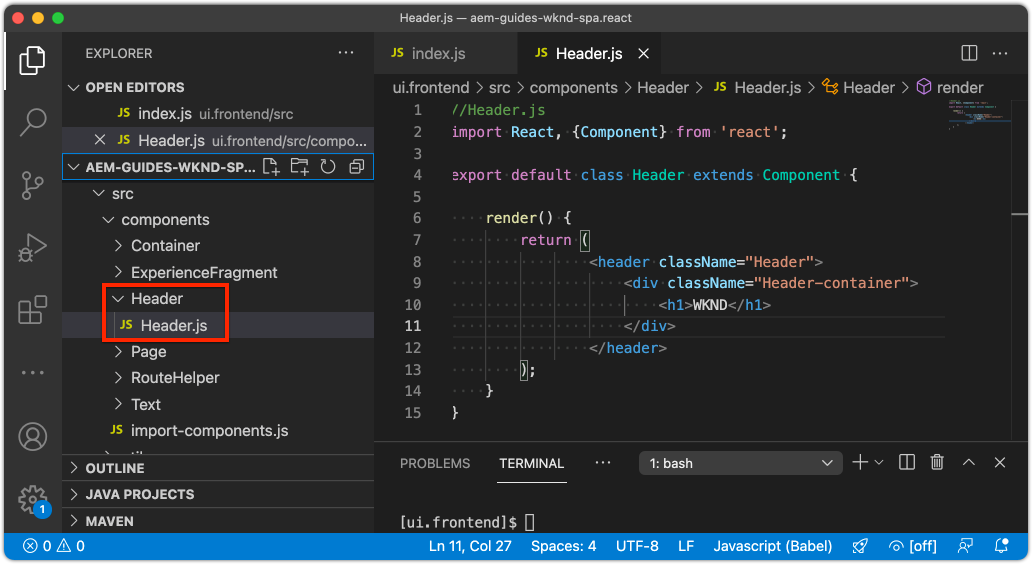 Header.js — aem-guides-wknd-spa.react
EXPLORER
OPEN EDITORS
JS index.js ui.frontend/src
JS Header.js ui.frontend/src/compo...
AEM-GUIDES-WKND-SP...
src
components
Container
ExperienceFragment
Header
JS Header.js
Page
RouteHelper
Text
JS import-components.js
OUTLINE
JAVA PROJECTS
MAVEN
1
JS index.js
JS Header.js
ui.frontend > src > components > Header > JS Header.js > Header > render
1 //Header.js
2 import React, {Component} from 'react';
3
4 export default class Header extends Component {
5
6 render() {
7 return (
8 <header className="Header">
9 <div className="Header-container">
10 <h1>WKND</h1>
11 </div>
12 </header>
13 );
14 }
15 }
PROBLEMS TERMINAL ··· 1: bash
[ui.frontend]$
0 0 Ln 11, Col 27 Spaces: 4 UTF-8 LF Javascript (Babel) [off]